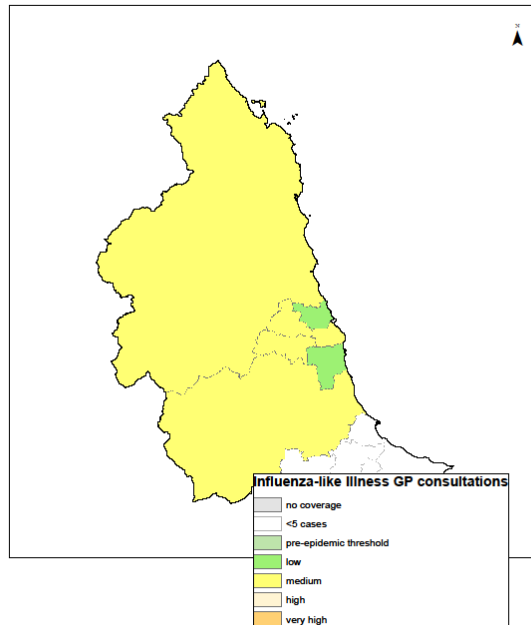 Influenza-like Illness GP consultations
no coverage
<5 cases
pre-epidemic threshold
low
medium
high
very high